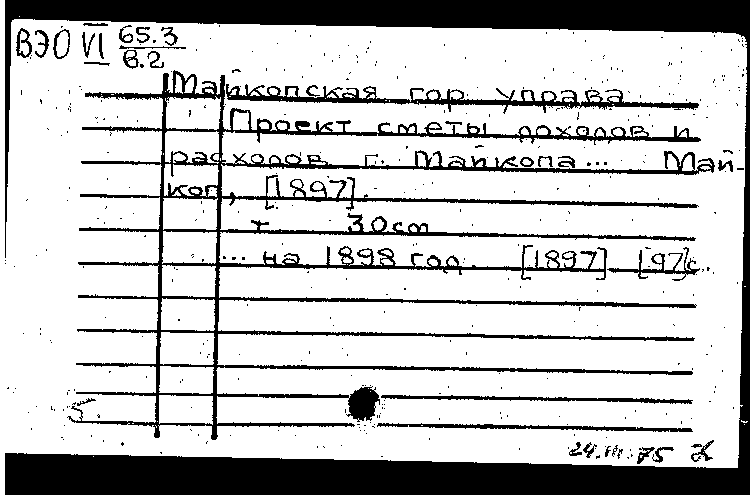 ВЭО VI 65.3
в.2
Майкопская гор управа
Проект сметы доходов и
расходов г. Майкопа... Май-
коп, [1897].
т 30cm
... на 1898 год. [1897]. [97]с.
5.
24.III.75